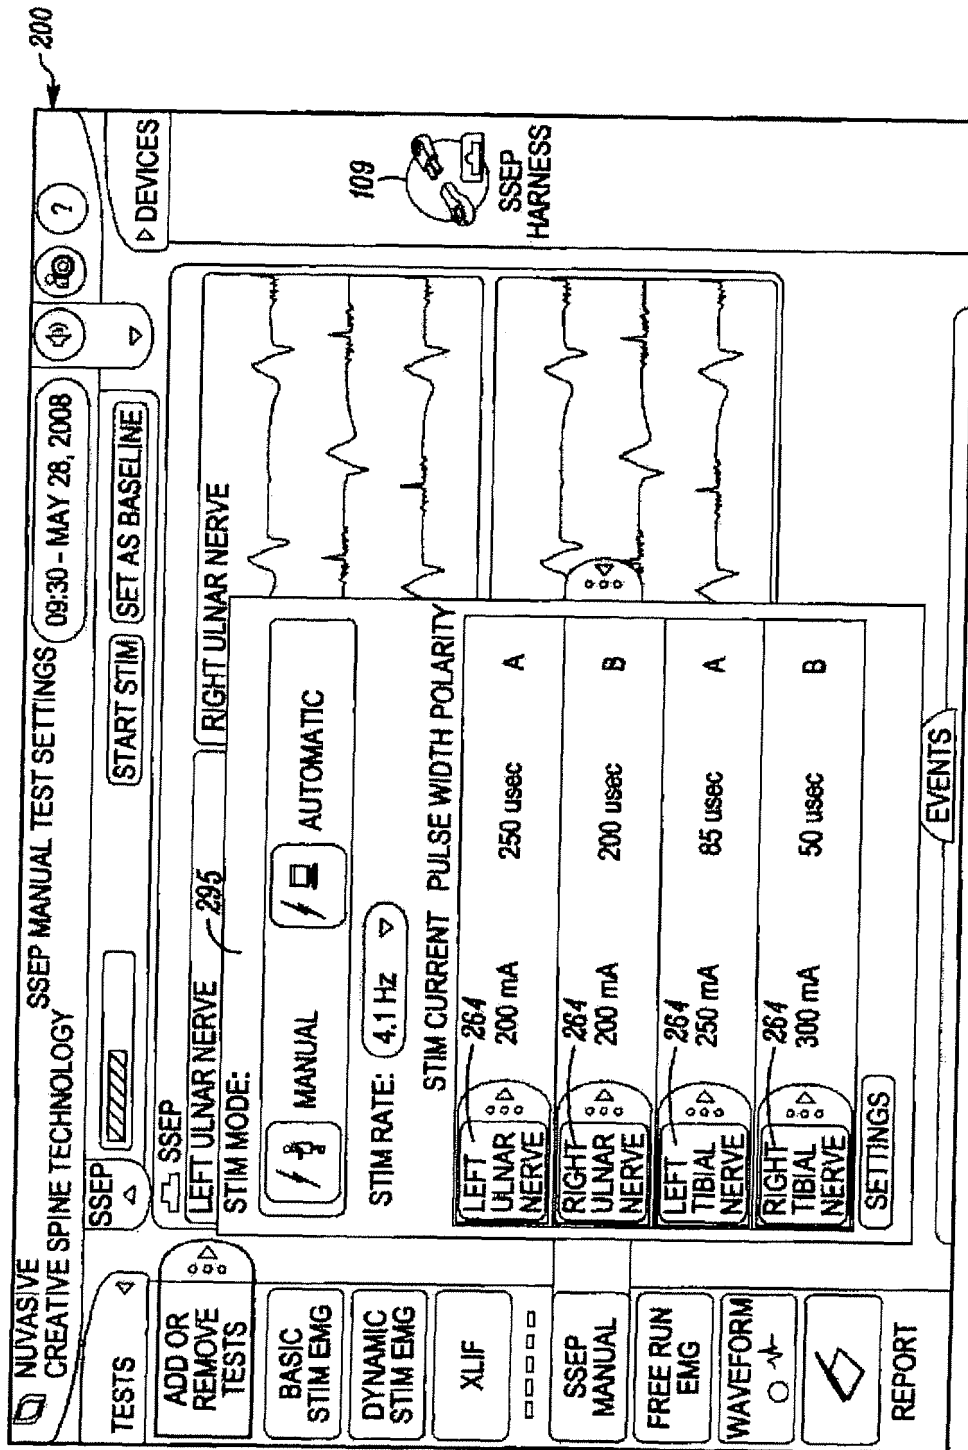 200
NUVASIVE
CREATIVE SPINE TECHNOLOGY
SSEP MANUAL TEST SETTINGS
09:30 - MAY 28, 2008
?
TESTS
SSEP
START STIM
SET AS BASELINE
DEVICES
ADD OR
REMOVE
TESTS
BASIC
STIM EMG
DYNAMIC
STIM EMG
XLIF
SSEP
MANUAL
FREE RUN
EMG
WAVEFORM
REPORT
SSEP
LEFT ULNAR NERVE
RIGHT ULNAR NERVE
295
STIM MODE:
MANUAL
AUTOMATIC
STIM RATE: 4.1 Hz
STIM CURRENT PULSE WIDTH POLARITY
264
LEFT
ULNAR
NERVE
200 mA 250 usec A
264
RIGHT
ULNAR
NERVE
200 mA 200 usec B
264
LEFT
TIBIAL
NERVE
250 mA 85 usec A
264
RIGHT
TIBIAL
NERVE
300 mA 50 usec B
SETTINGS
EVENTS
109
SSEP
HARNESS